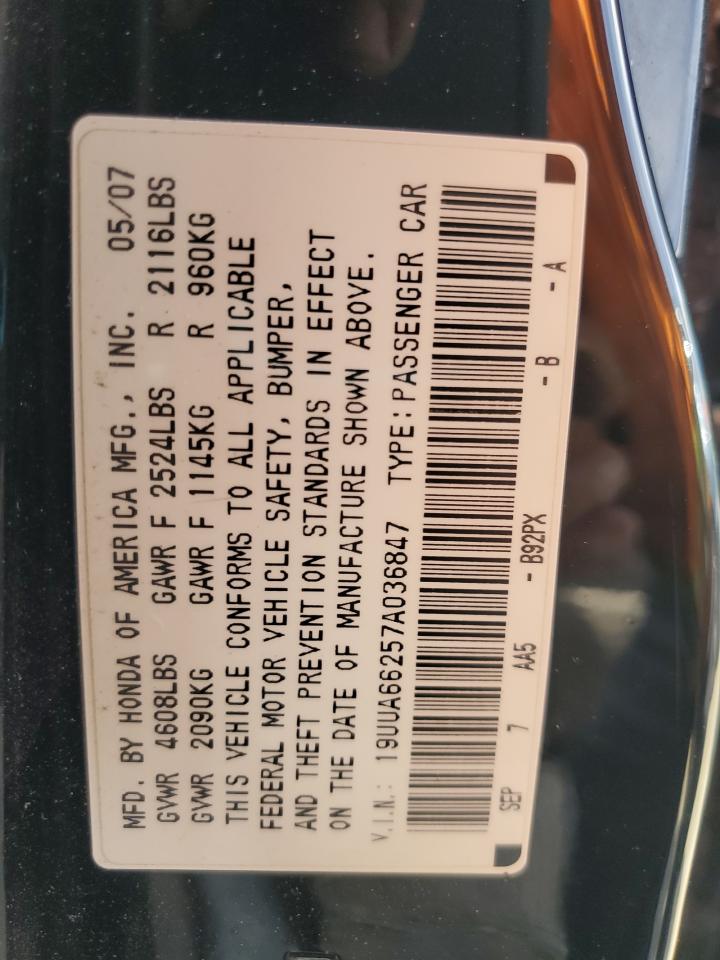 MFD. BY HONDA OF AMERICA MFG., INC. 05/07
GVWR 4608LBS GAWR F 2524LBS R 2116LBS
GVWR 2090KG GAWR F 1145KG R 960KG
THIS VEHICLE CONFORMS TO ALL APPLICABLE
FEDERAL MOTOR VEHICLE SAFETY, BUMPER,
AND THEFT PREVENTION STANDARDS IN EFFECT
ON THE DATE OF MANUFACTURE SHOWN ABOVE.
V.I.N.: 19UUA66257A036847 TYPE:PASSENGER CAR
SEP 7 AA5 - B92PX - B - A